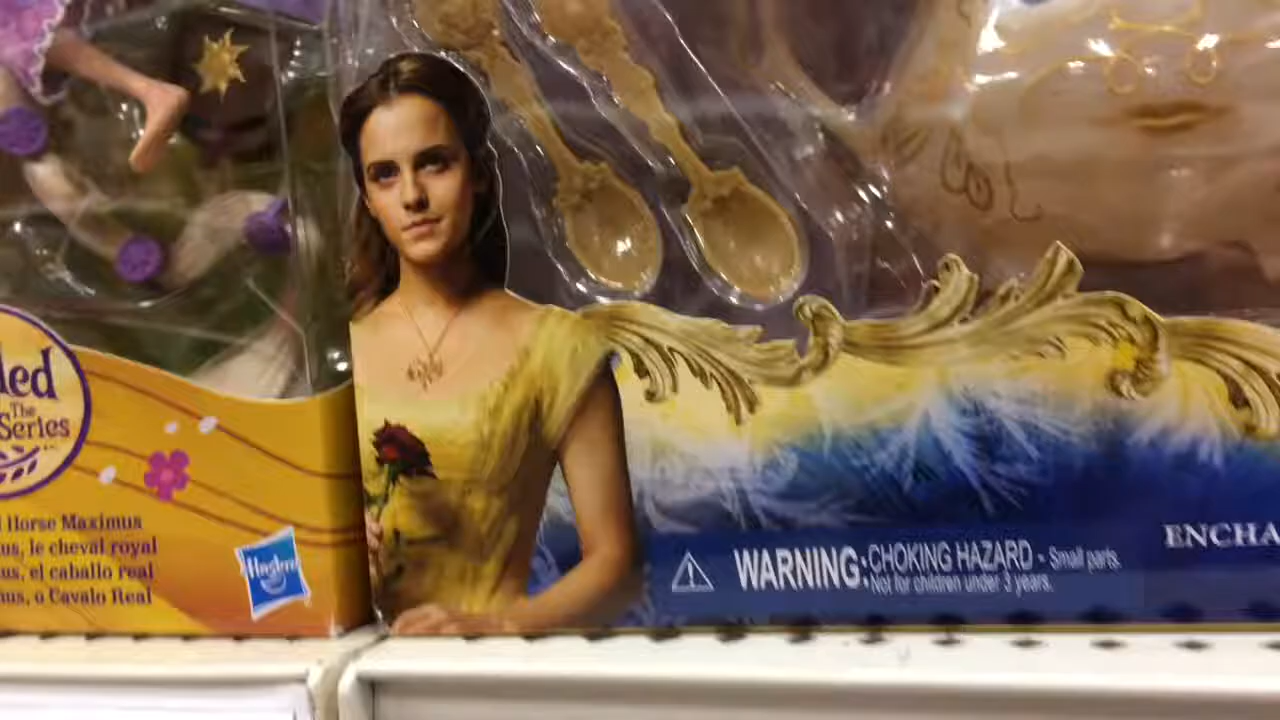 led
The
Series
l Horse Maximus
us, le cheval royal
us, el caballo real
nus, o Cavalo Real
Hasbro
WARNING: CHOKING HAZARD - Small parts.
Not for children under 3 years.
ENCHA